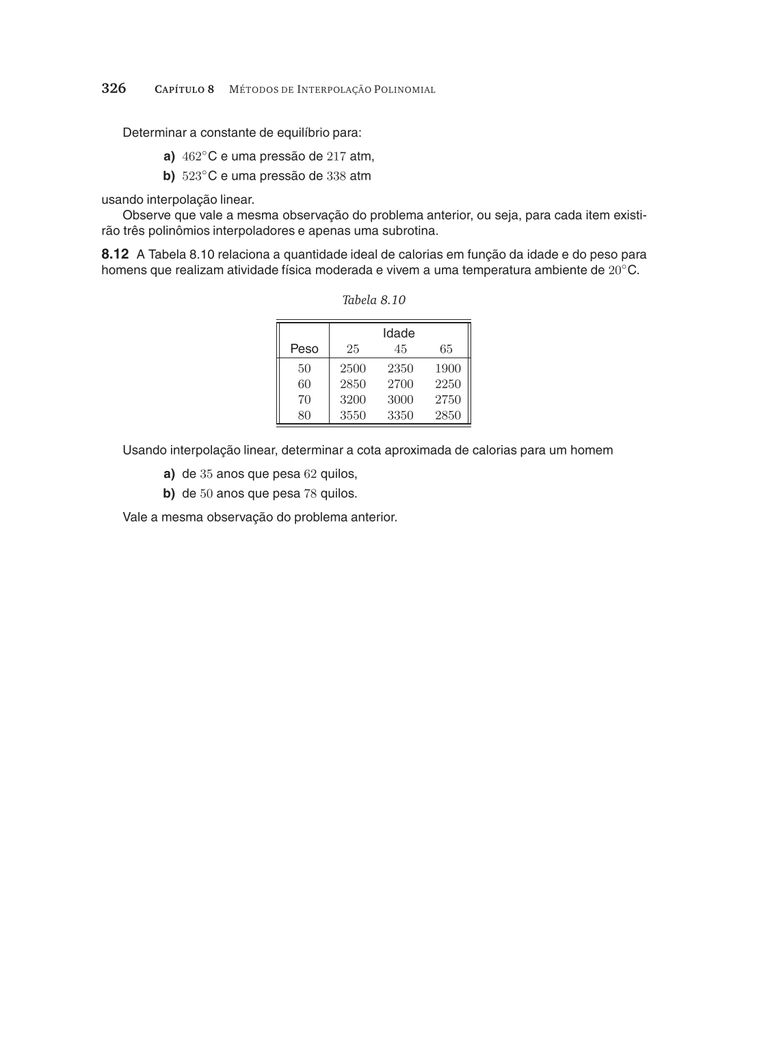 326 CAPÍTULO 8 MÉTODOS DE INTERPOLAÇÃO POLINOMIAL
Determinar a constante de equilíbrio para:
a) 462°C e uma pressão de 217 atm,
b) 523°C e uma pressão de 338 atm
usando interpolação linear.
Observe que vale a mesma observação do problema anterior, ou seja, para cada item existi-
rão três polinômios interpoladores e apenas uma subrotina.
8.12 A Tabela 8.10 relaciona a quantidade ideal de calorias em função da idade e do peso para
homens que realizam atividade física moderada e vivem a uma temperatura ambiente de 20°C.
Tabela 8.10
Idade
Peso 25 45 65
50 2500 2350 1900
60 2850 2700 2250
70 3200 3000 2750
80 3550 3350 2850
Usando interpolação linear, determinar a cota aproximada de calorias para um homem
a) de 35 anos que pesa 62 quilos,
b) de 50 anos que pesa 78 quilos.
Vale a mesma observação do problema anterior.